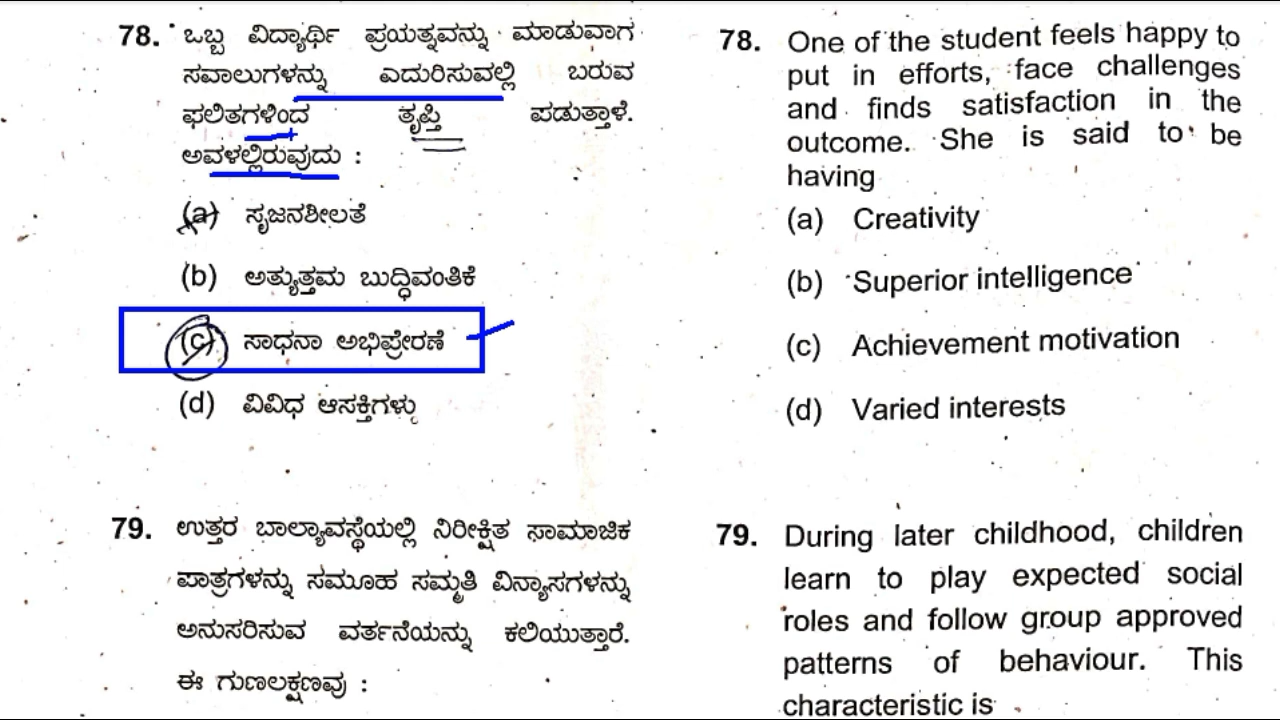 78. ಒಬ್ಬ ವಿದ್ಯಾರ್ಥಿ ಪ್ರಯತ್ನವನ್ನು ಮಾಡುವಾಗ
ಸವಾಲುಗಳನ್ನು ಎದುರಿಸುವಲ್ಲಿ ಬರುವ
ಫಲಿತಗಳಿಂದ ತೃಪ್ತಿ ಪಡುತ್ತಾಳೆ.
ಅವಳಲ್ಲಿರುವುದು :
(a) ಸೃಜನಶೀಲತೆ
(b) ಅತ್ಯುತ್ತಮ ಬುದ್ಧಿವಂತಿಕೆ
(c) ಸಾಧನಾ ಅಭಿಪ್ರೇರಣೆ
(d) ವಿವಿಧ ಆಸಕ್ತಿಗಳು
79. ಉತ್ತರ ಬಾಲ್ಯಾವಸ್ಥೆಯಲ್ಲಿ ನಿರೀಕ್ಷಿತ ಸಾಮಾಜಿಕ
ಪಾತ್ರಗಳನ್ನು ಸಮೂಹ ಸಮ್ಮತಿ ವಿನ್ಯಾಸಗಳನ್ನು
ಅನುಸರಿಸುವ ವರ್ತನೆಯನ್ನು ಕಲಿಯುತ್ತಾರೆ.
ಈ ಗುಣಲಕ್ಷಣವು :
78. One of the student feels happy to
put in efforts, face challenges
and finds satisfaction in the
outcome. She is said to be
having
(a) Creativity
(b) Superior intelligence
(c) Achievement motivation
(d) Varied interests
79. During later childhood, children
learn to play expected social
roles and follow group approved
patterns of behaviour. This
characteristic is